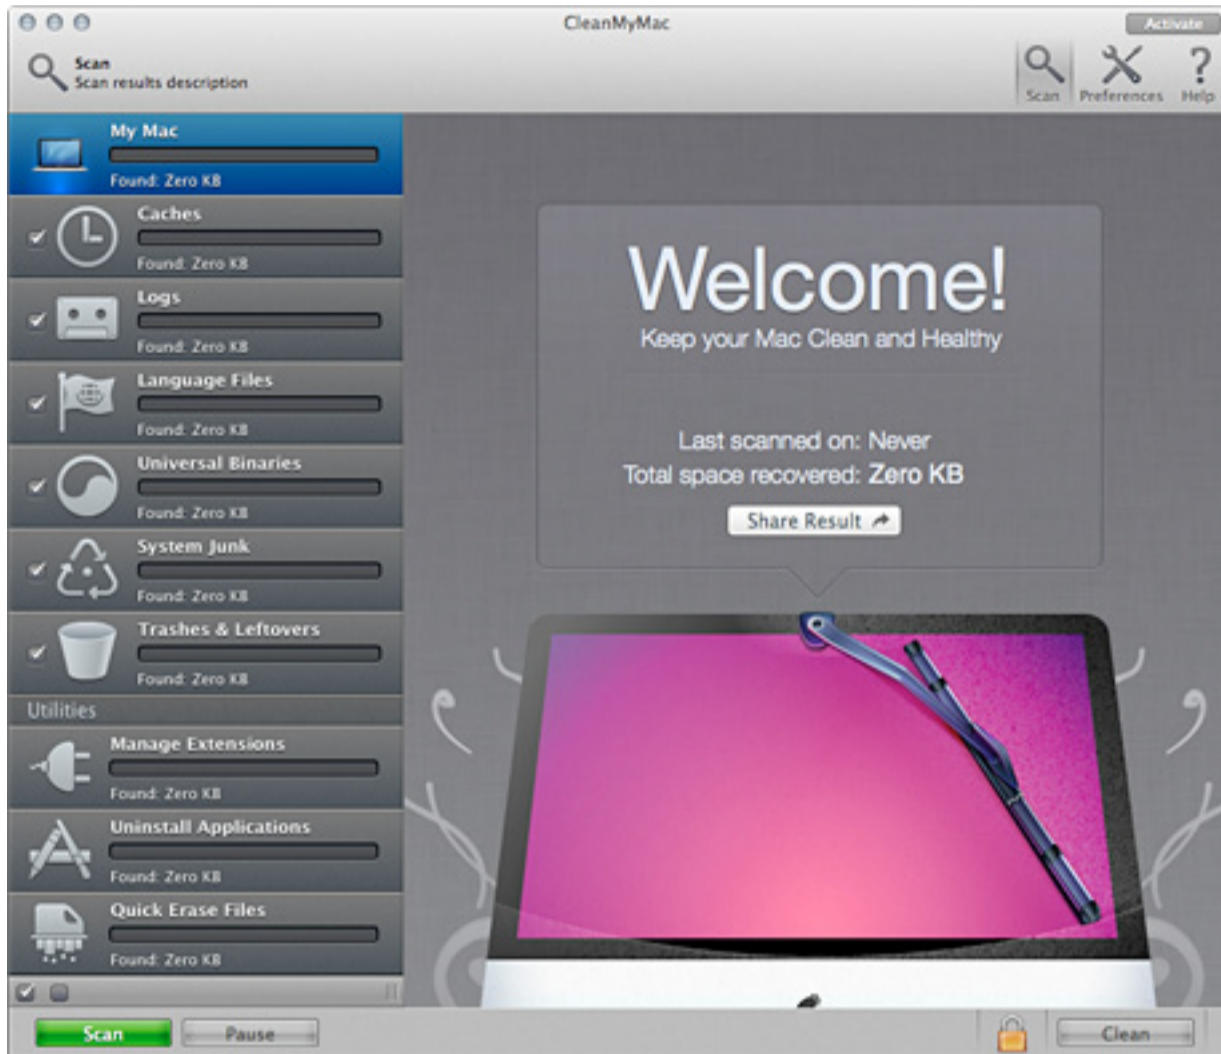 CleanMyMac
Activate
Scan
Scan results description
Scan
Preferences
Help
My Mac
Found: Zero KB
Caches
Found: Zero KB
Logs
Found: Zero KB
Language Files
Found: Zero KB
Universal Binaries
Found: Zero KB
System Junk
Found: Zero KB
Trashes & Leftovers
Found: Zero KB
Utilities
Manage Extensions
Found: Zero KB
Uninstall Applications
Found: Zero KB
Quick Erase Files
Found: Zero KB
Welcome!
Keep your Mac Clean and Healthy
Last scanned on: Never
Total space recovered: Zero KB
Share Result
Scan
Pause
Clean